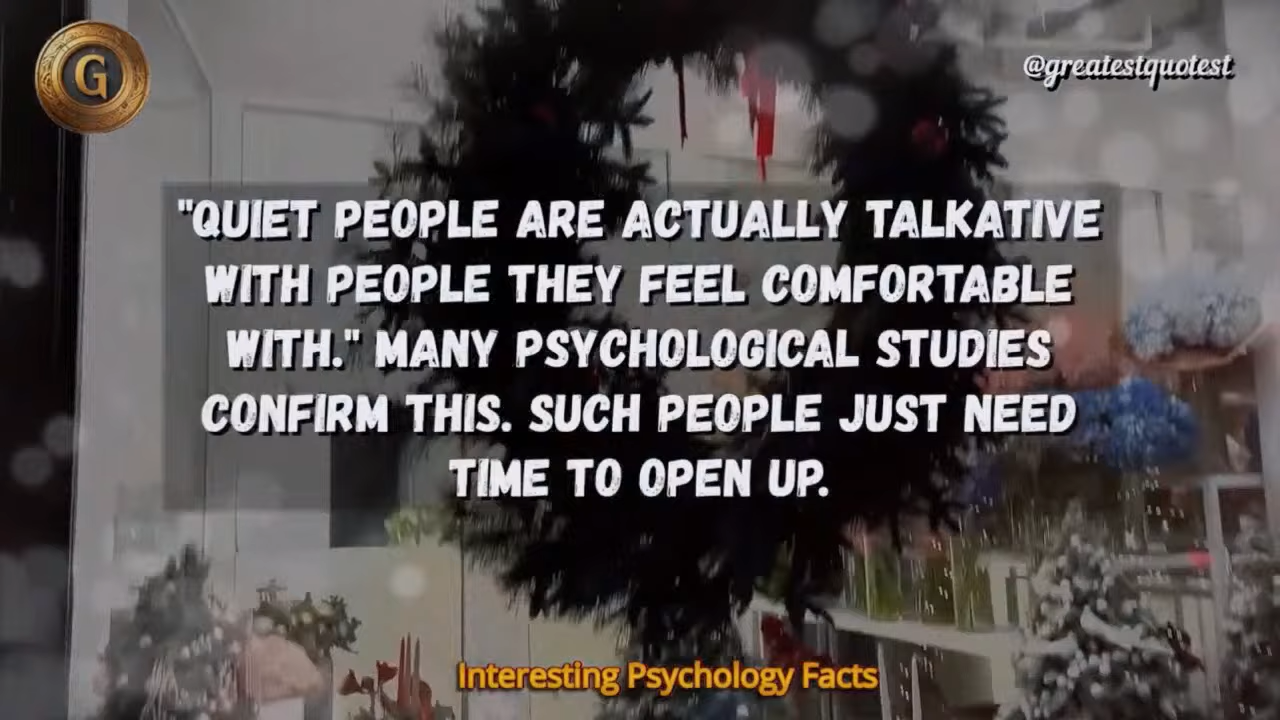 G
@greatestquotest
"QUIET PEOPLE ARE ACTUALLY TALKATIVE
WITH PEOPLE THEY FEEL COMFORTABLE
WITH." MANY PSYCHOLOGICAL STUDIES
CONFIRM THIS. SUCH PEOPLE JUST NEED
TIME TO OPEN UP.
Interesting Psychology Facts